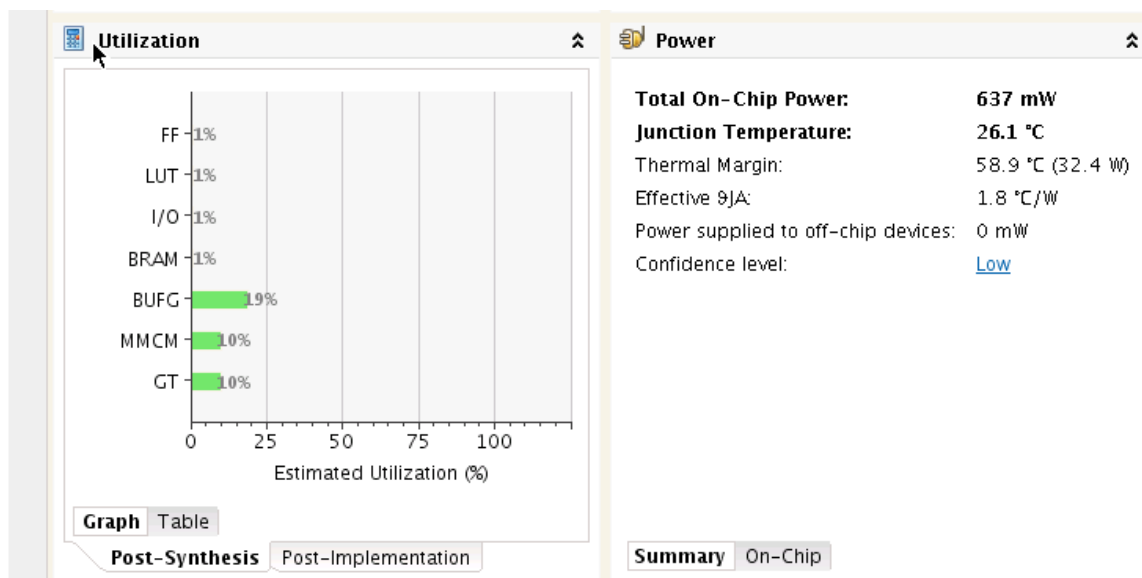 Utilization
FF 1%
LUT 1%
I/O 1%
BRAM 1%
BUFG 19%
MMCM 10%
GT 10%
0 25 50 75 100
Estimated Utilization (%)
Graph Table
Post-Synthesis Post-Implementation
Power
Total On-Chip Power: 637 mW
Junction Temperature: 26.1 °C
Thermal Margin: 58.9 °C (32.4 W)
Effective ϑJA: 1.8 °C/W
Power supplied to off-chip devices: 0 mW
Confidence level: Low
Summary On-Chip